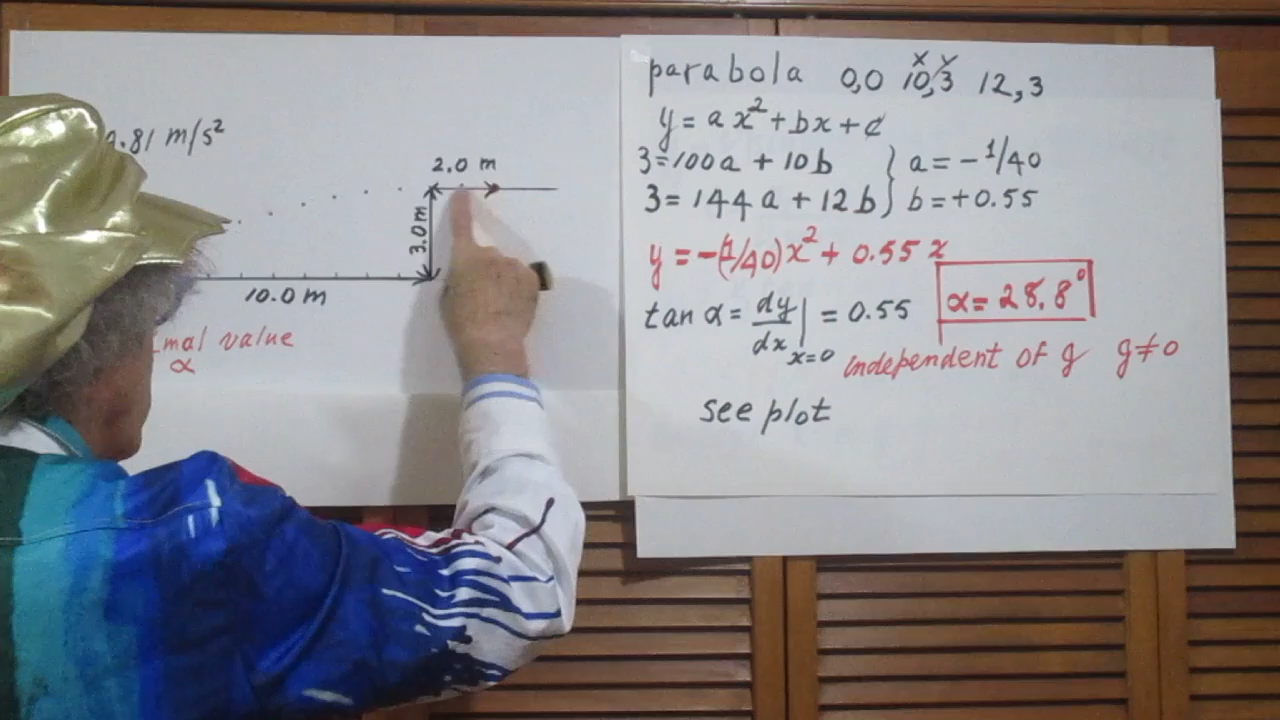 .81 m/s²
2.0 m
3.0m
10.0 m
mal value
α
parabola 0,0 10,3 12,3
x y
y = ax² + bx + c
3 = 100a + 10b } a = -1/40
3 = 144a + 12b } b = +0.55
y = -(1/40)x² + 0.55 x
tan α = dy/dx | x=0 = 0.55
α = 28.8°
independent of g g≠0
see plot